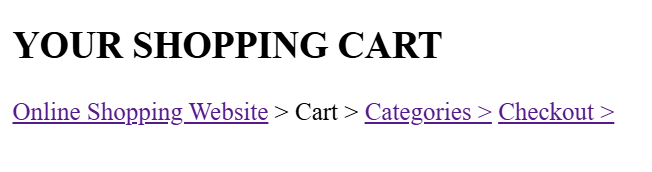 YOUR SHOPPING CART
Online Shopping Website > Cart > Categories > Checkout >